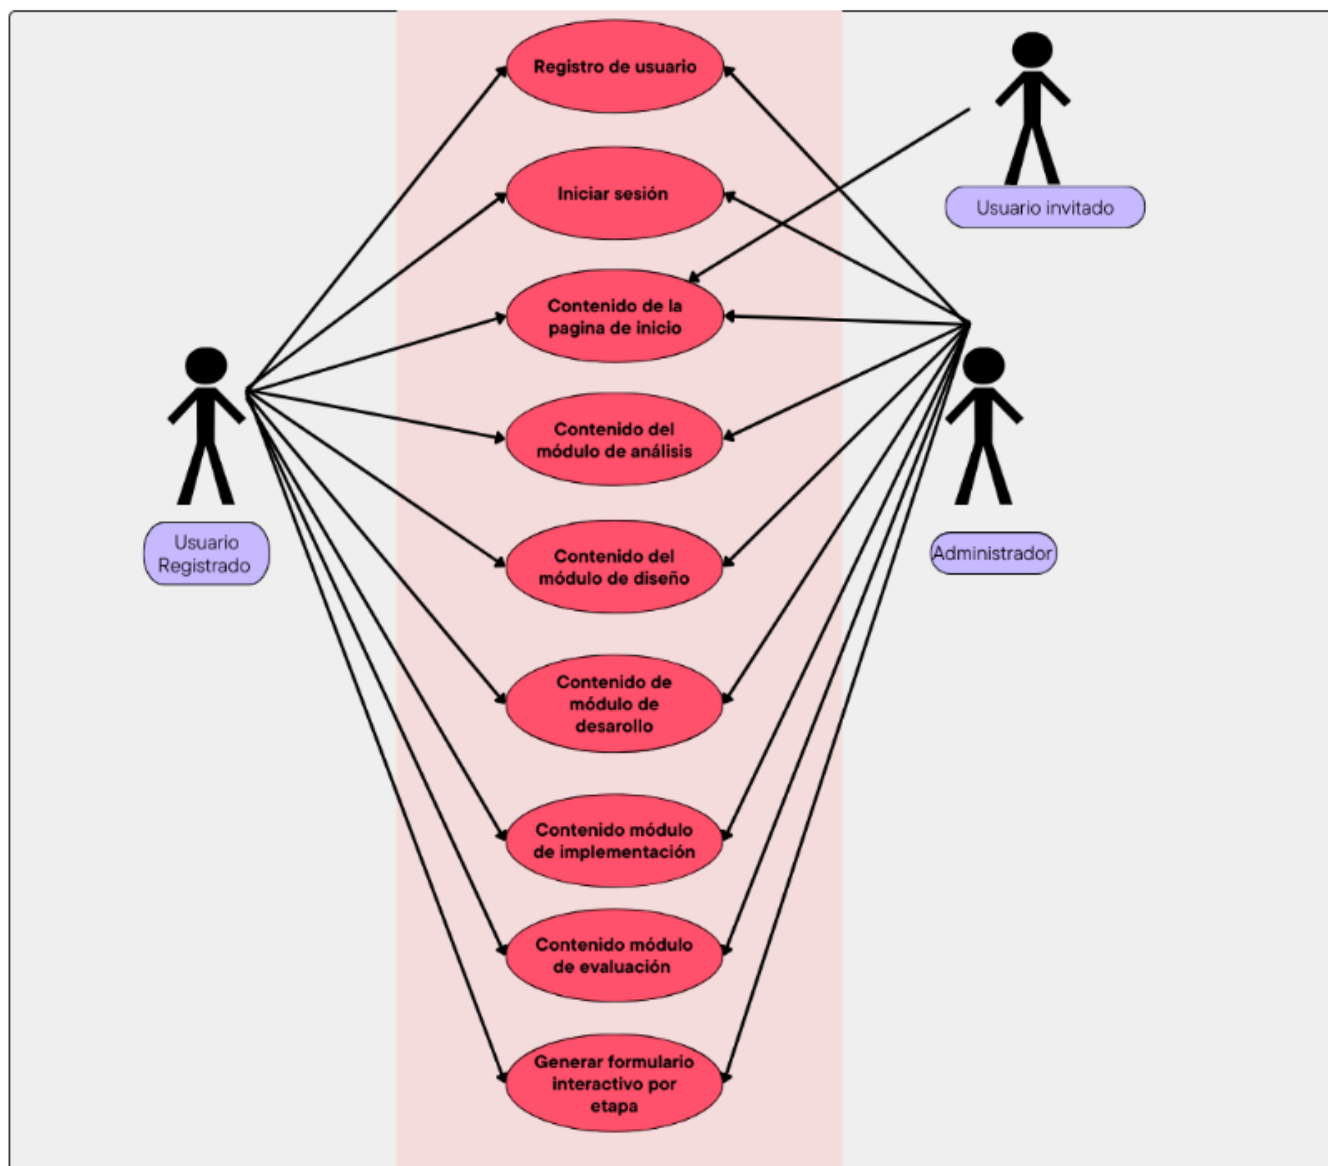 Registro de usuario
Usuario invitado
Iniciar sesión
Contenido de la
pagina de inicio
Contenido del
módulo de análisis
Usuario
Registrado
Contenido del
módulo de diseño
Administrador
Contenido de
módulo de
desarollo
Contenido módulo
de implementación
Contenido módulo
de evaluación
Generar formulario
interactivo por
etapa